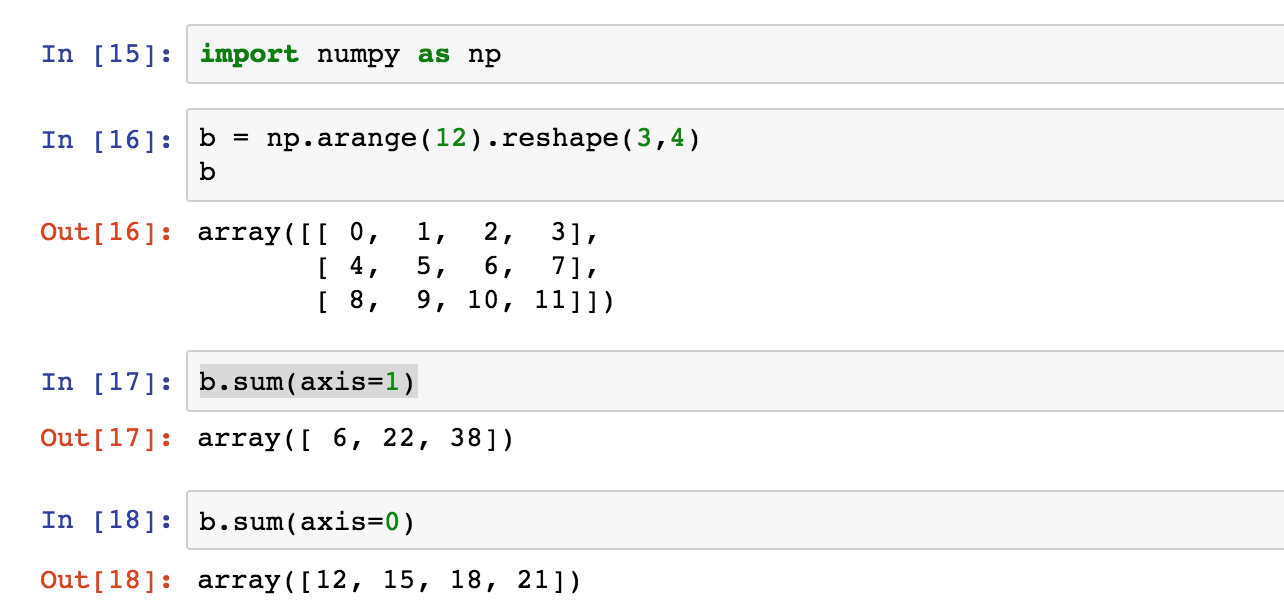 In [15]: import numpy as np
In [16]: b = np.arange(12).reshape(3,4)
b
Out[16]: array([[ 0,  1,  2,  3],
       [ 4,  5,  6,  7],
       [ 8,  9, 10, 11]])
In [17]: b.sum(axis=1)
Out[17]: array([ 6, 22, 38])
In [18]: b.sum(axis=0)
Out[18]: array([12, 15, 18, 21])